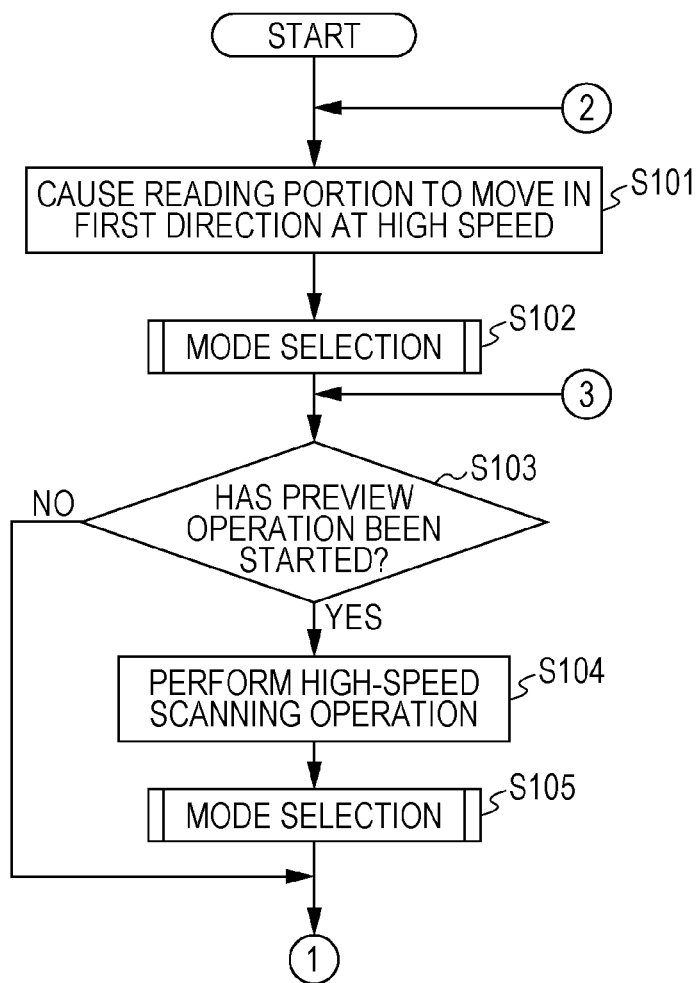 START
2
CAUSE READING PORTION TO MOVE IN
FIRST DIRECTION AT HIGH SPEED
S101
MODE SELECTION
S102
3
S103
HAS PREVIEW
OPERATION BEEN
STARTED?
NO
YES
PERFORM HIGH-SPEED
SCANNING OPERATION
S104
MODE SELECTION
S105
1